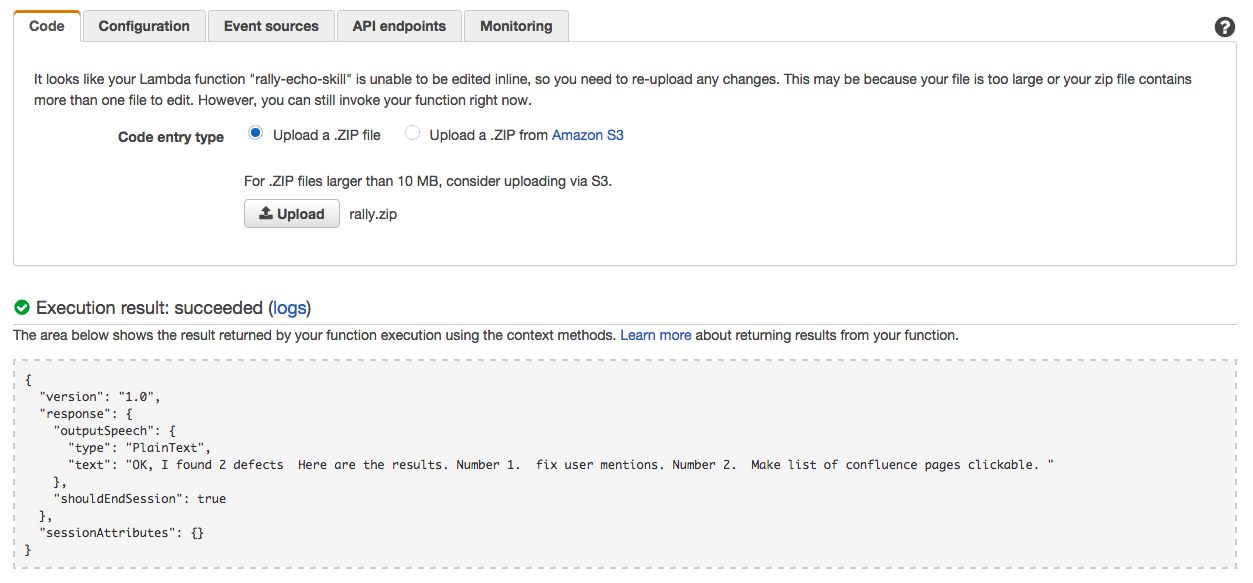 Code Configuration Event sources API endpoints Monitoring ?
It looks like your Lambda function "rally-echo-skill" is unable to be edited inline, so you need to re-upload any changes. This may be because your file is too large or your zip file contains
more than one file to edit. However, you can still invoke your function right now.
Code entry type Upload a .ZIP file Upload a .ZIP from Amazon S3
For .ZIP files larger than 10 MB, consider uploading via S3.
Upload rally.zip
Execution result: succeeded (logs)
The area below shows the result returned by your function execution using the context methods. Learn more about returning results from your function.
{
  "version": "1.0",
  "response": {
    "outputSpeech": {
      "type": "PlainText",
      "text": "OK, I found 2 defects  Here are the results. Number 1.  fix user mentions. Number 2.  Make list of confluence pages clickable. "
    },
    "shouldEndSession": true
  },
  "sessionAttributes": {}
}